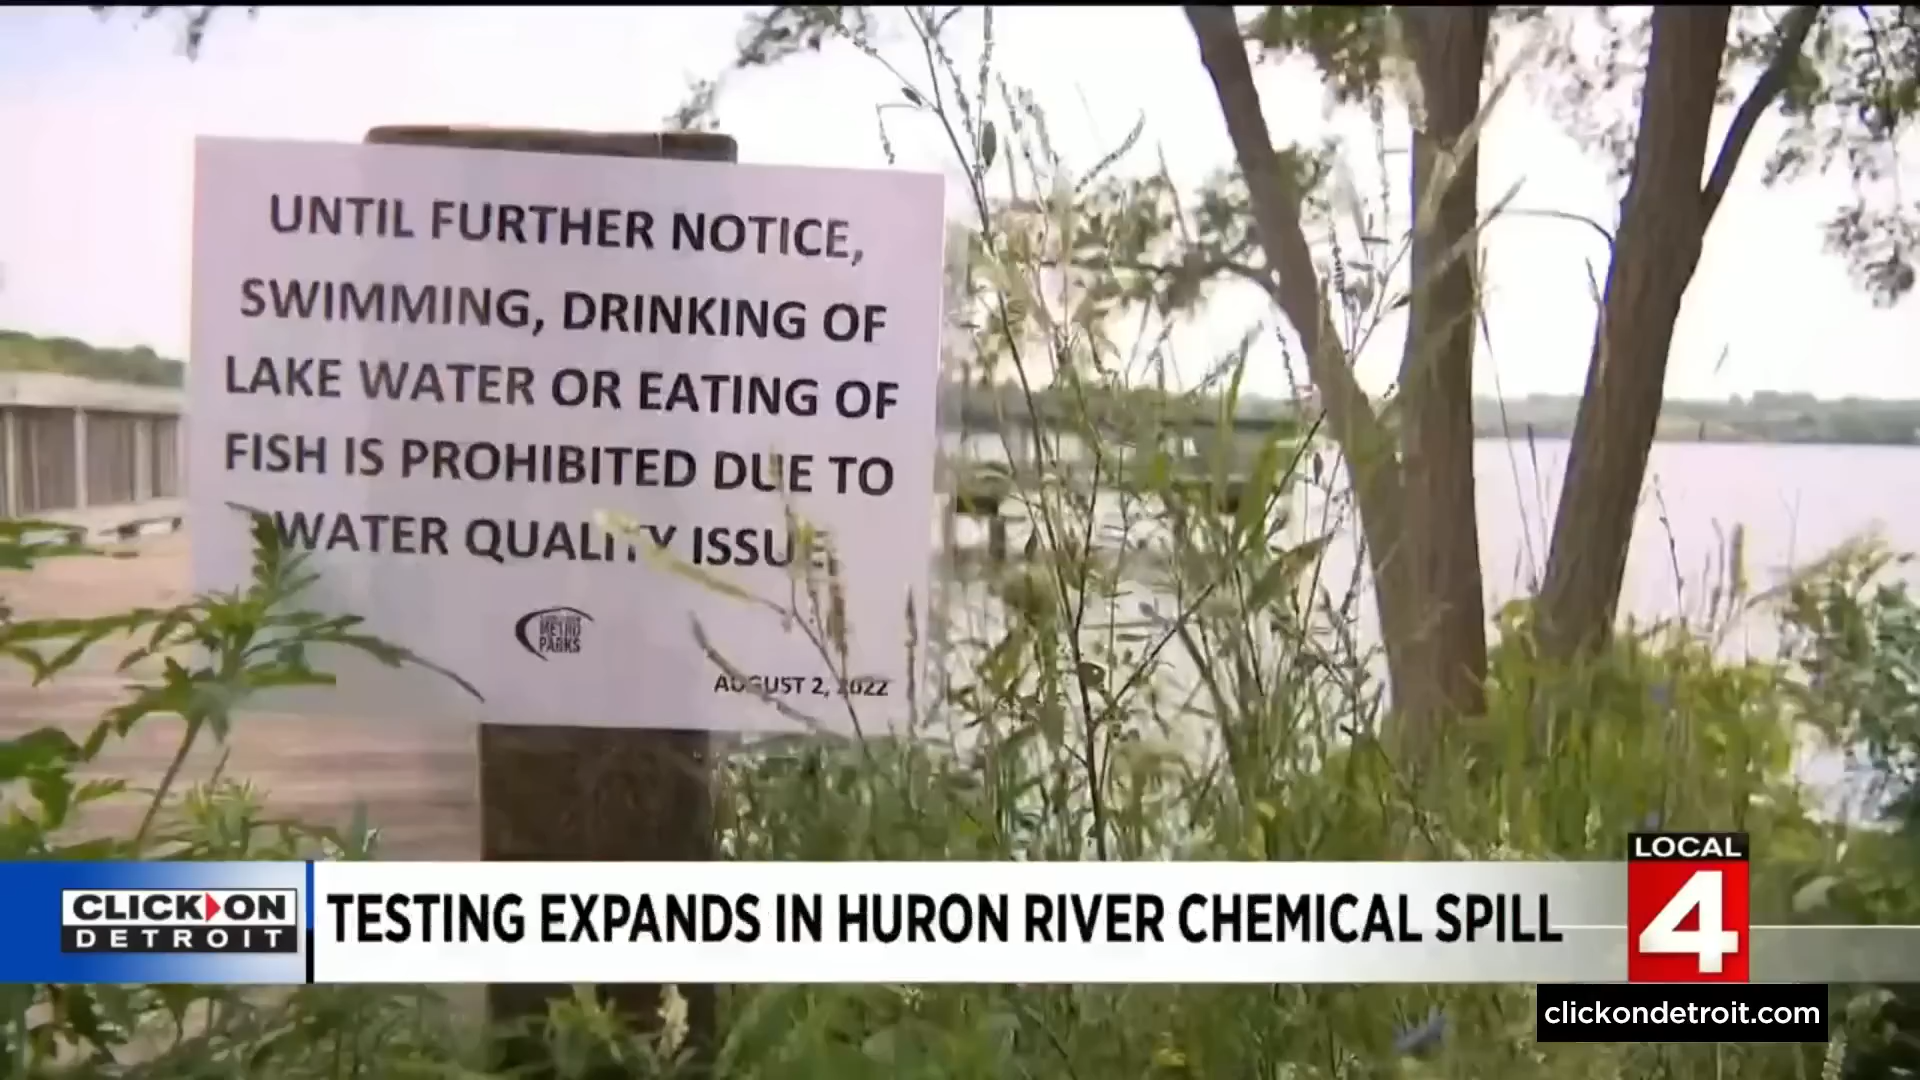 UNTIL FURTHER NOTICE,
SWIMMING, DRINKING OF
LAKE WATER OR EATING OF
FISH IS PROHIBITED DUE TO
WATER QUALITY ISSUE.
METRO
PARKS
AUGUST 2, 2022
LOCAL
4
CLICK ON
DETROIT
TESTING EXPANDS IN HURON RIVER CHEMICAL SPILL
clickondetroit.com